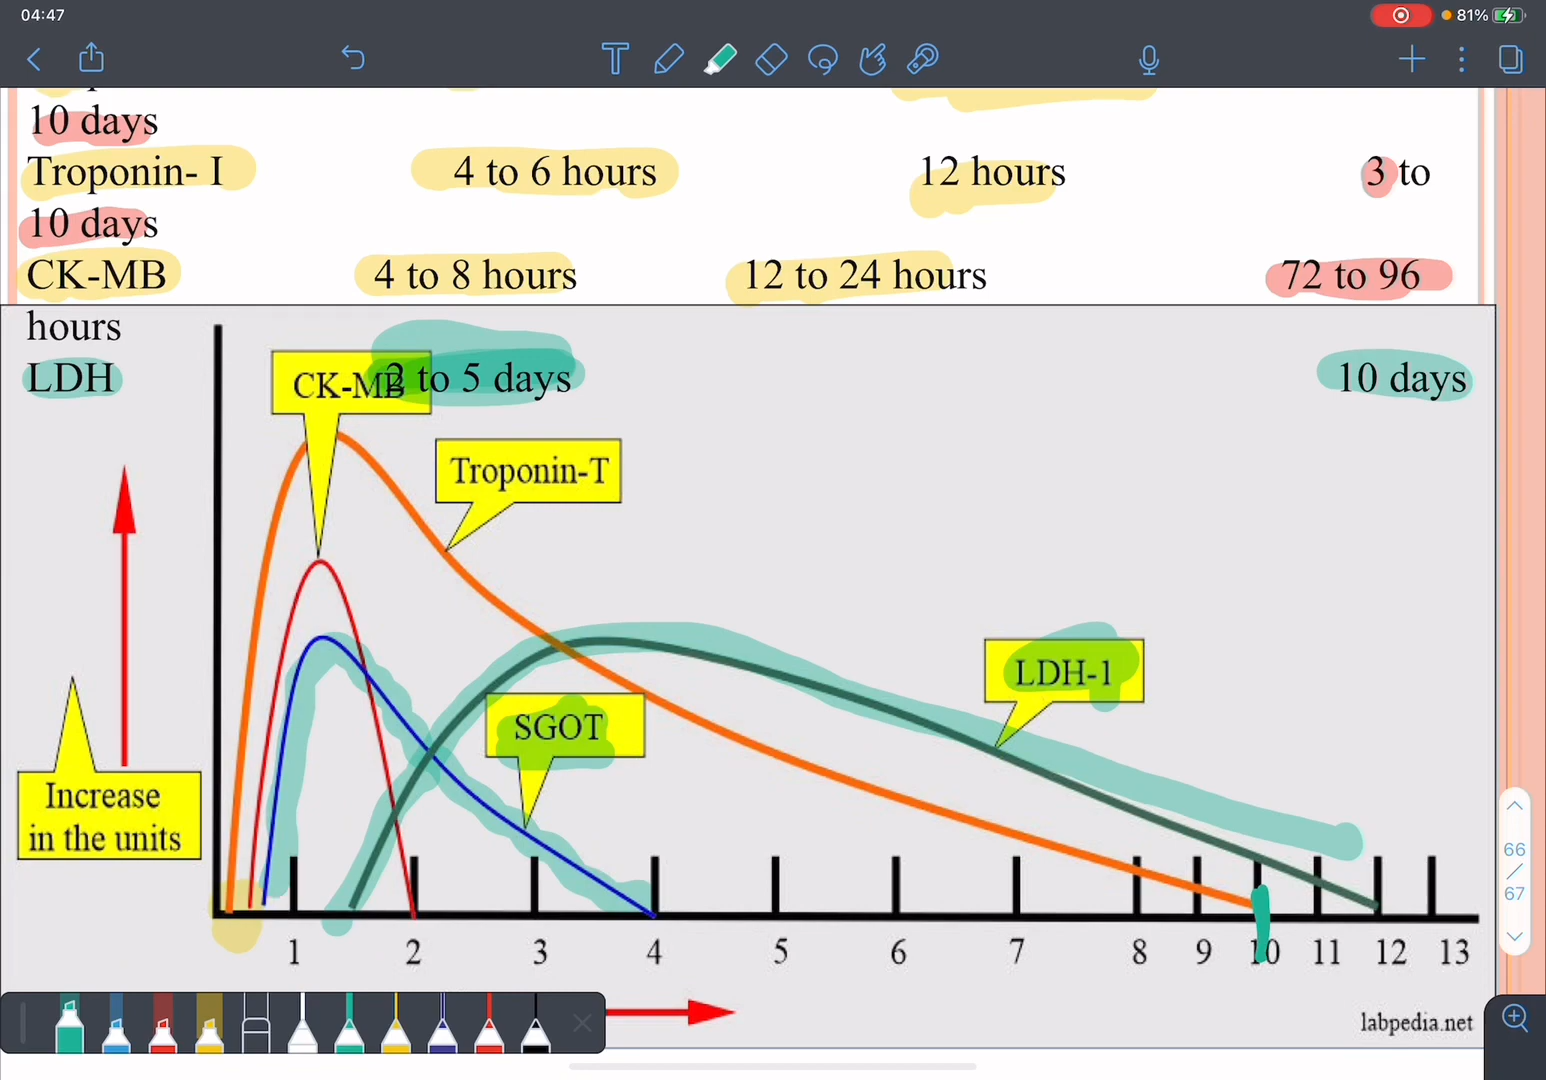 04:47
81%
10 days
Troponin- I 4 to 6 hours 12 hours 3 to
10 days
CK-MB 4 to 8 hours 12 to 24 hours 72 to 96
hours
LDH 2 to 5 days 10 days
CK-MB
Troponin-T
LDH-1
SGOT
Increase
in the units
66
67
1 2 3 4 5 6 7 8 9 10 11 12 13
labpedia.net